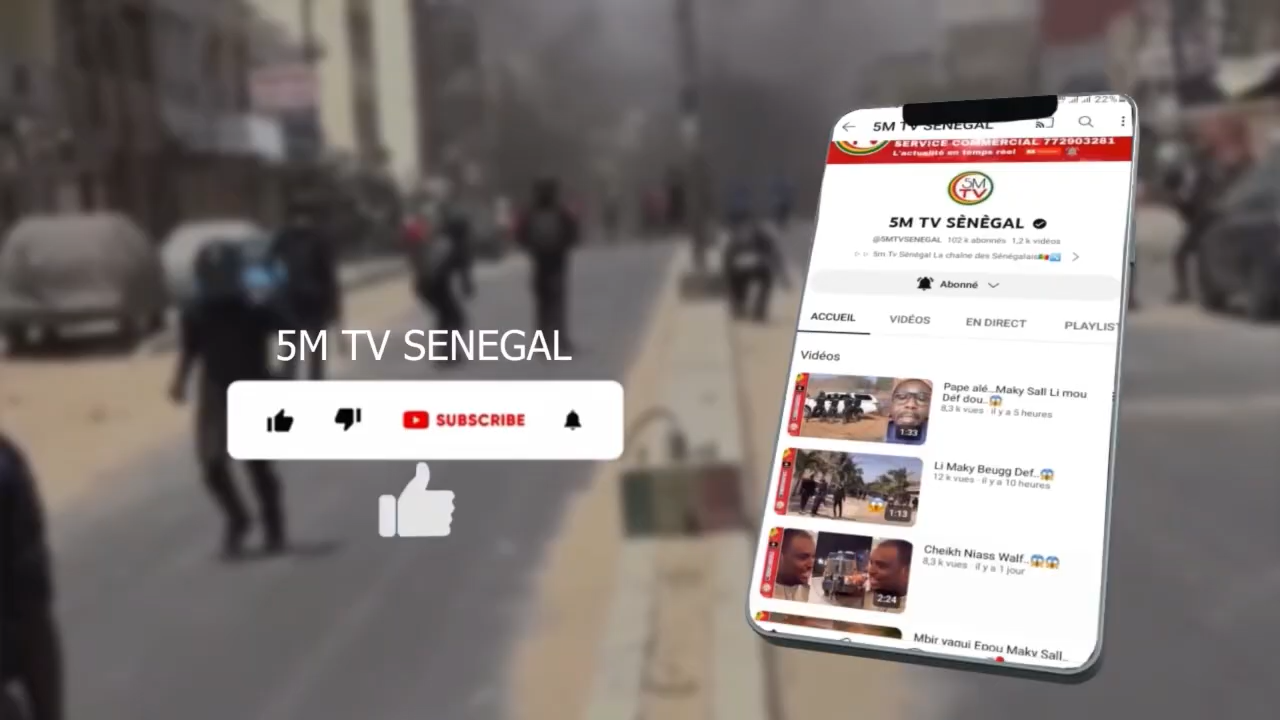 5M TV SENEGAL
SUBSCRIBE
22%
5M TV SENEGAL
SERVICE COMMERCIAL 772903281
L'actualité en temps réel
5M
TV
5M TV SÈNÈGAL
@5MTVSENEGAL 102 k abonnés 1,2 k vidéos
5m Tv Sénégal La chaîne des Sénégalais
Abonné
ACCUEIL VIDÉOS EN DIRECT PLAYLIST
Vidéos
Pape alé...Maky Sall Li mou
Déf dou..😱
8,3 k vues · il y a 5 heures
1:33
Li Maky Beugg Def..😱
12 k vues · il y a 10 heures
1:13
Cheikh Niass Walf..😱😱
8,3 k vues · il y a 1 jour
2:24
Mbir yaqui Epou Maky Sall..